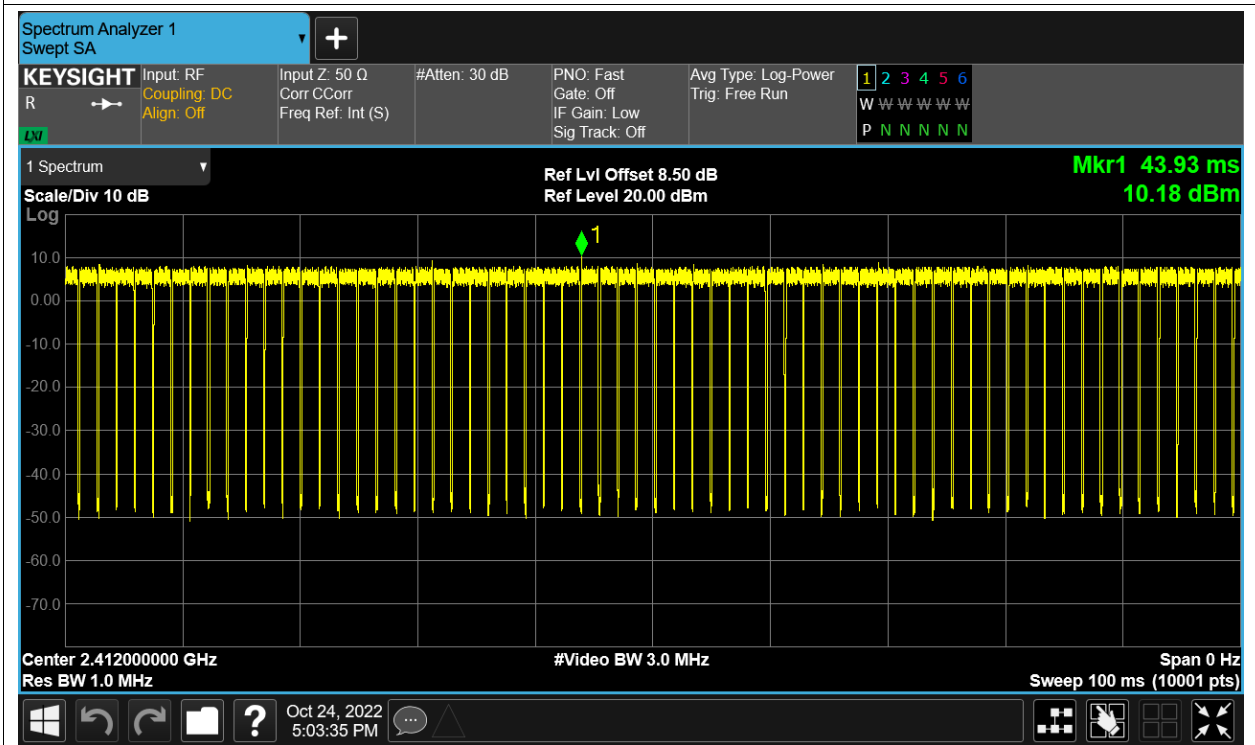 Spectrum Analyzer 1
Swept SA
KEYSIGHT
R
LXI
Input: RF
Coupling: DC
Align: Off
Input Z: 50 Ω
Corr CCorr
Freq Ref: Int (S)
#Atten: 30 dB
PNO: Fast
Gate: Off
IF Gain: Low
Sig Track: Off
Avg Type: Log-Power
Trig: Free Run
1 2 3 4 5 6
W W W W W W
P N N N N N
1 Spectrum
Scale/Div 10 dB
Ref Lvl Offset 8.50 dB
Ref Level 20.00 dBm
Mkr1 43.93 ms
10.18 dBm
Log
1
10.0
0.00
-10.0
-20.0
-30.0
-40.0
-50.0
-60.0
-70.0
Center 2.412000000 GHz
Res BW 1.0 MHz
#Video BW 3.0 MHz
Span 0 Hz
Sweep 100 ms (10001 pts)
?
Oct 24, 2022
5:03:35 PM